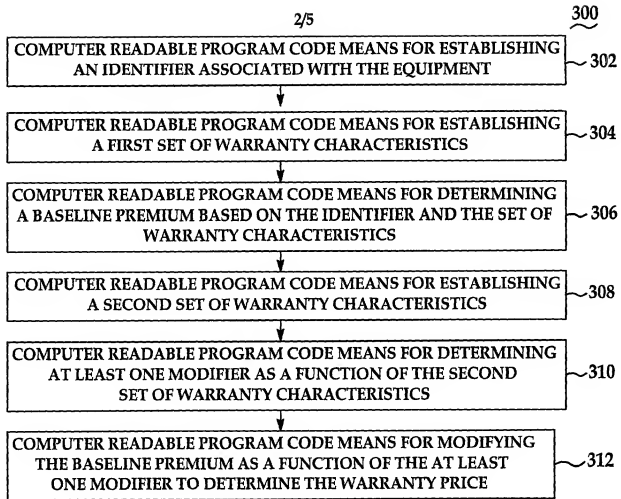 2/5
300
COMPUTER READABLE PROGRAM CODE MEANS FOR ESTABLISHING
AN IDENTIFIER ASSOCIATED WITH THE EQUIPMENT
302
COMPUTER READABLE PROGRAM CODE MEANS FOR ESTABLISHING
A FIRST SET OF WARRANTY CHARACTERISTICS
304
COMPUTER READABLE PROGRAM CODE MEANS FOR DETERMINING
A BASELINE PREMIUM BASED ON THE IDENTIFIER AND THE SET OF
WARRANTY CHARACTERISTICS
306
COMPUTER READABLE PROGRAM CODE MEANS FOR ESTABLISHING
A SECOND SET OF WARRANTY CHARACTERISTICS
308
COMPUTER READABLE PROGRAM CODE MEANS FOR DETERMINING
AT LEAST ONE MODIFIER AS A FUNCTION OF THE SECOND
SET OF WARRANTY CHARACTERISTICS
310
COMPUTER READABLE PROGRAM CODE MEANS FOR MODIFYING
THE BASELINE PREMIUM AS A FUNCTION OF THE AT LEAST
ONE MODIFIER TO DETERMINE THE WARRANTY PRICE
312